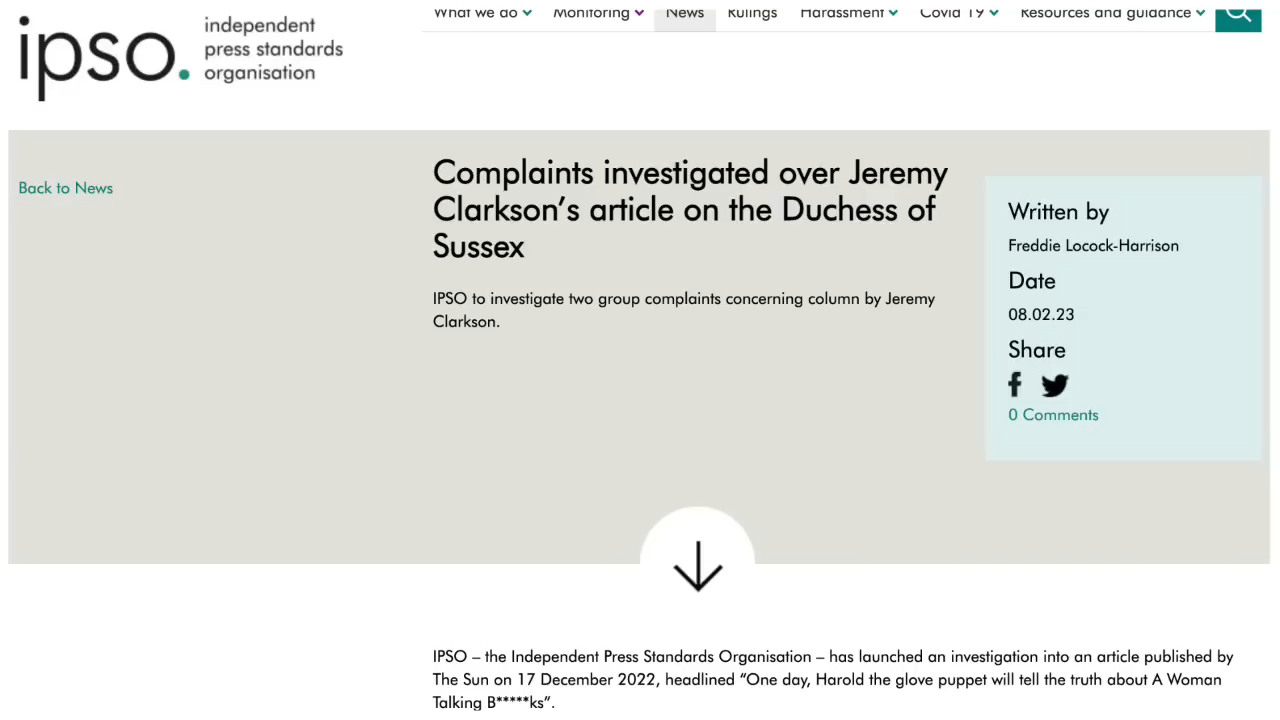 ipso.
independent
press standards
organisation
What we do
Monitoring
News
Rulings
Harassment
Covid 19
Resources and guidance
Back to News
Complaints investigated over Jeremy
Clarkson's article on the Duchess of
Sussex
IPSO to investigate two group complaints concerning column by Jeremy
Clarkson.
Written by
Freddie Locock-Harrison
Date
08.02.23
Share
0 Comments
IPSO – the Independent Press Standards Organisation – has launched an investigation into an article published by
The Sun on 17 December 2022, headlined “One day, Harold the glove puppet will tell the truth about A Woman
Talking B*****ks”.